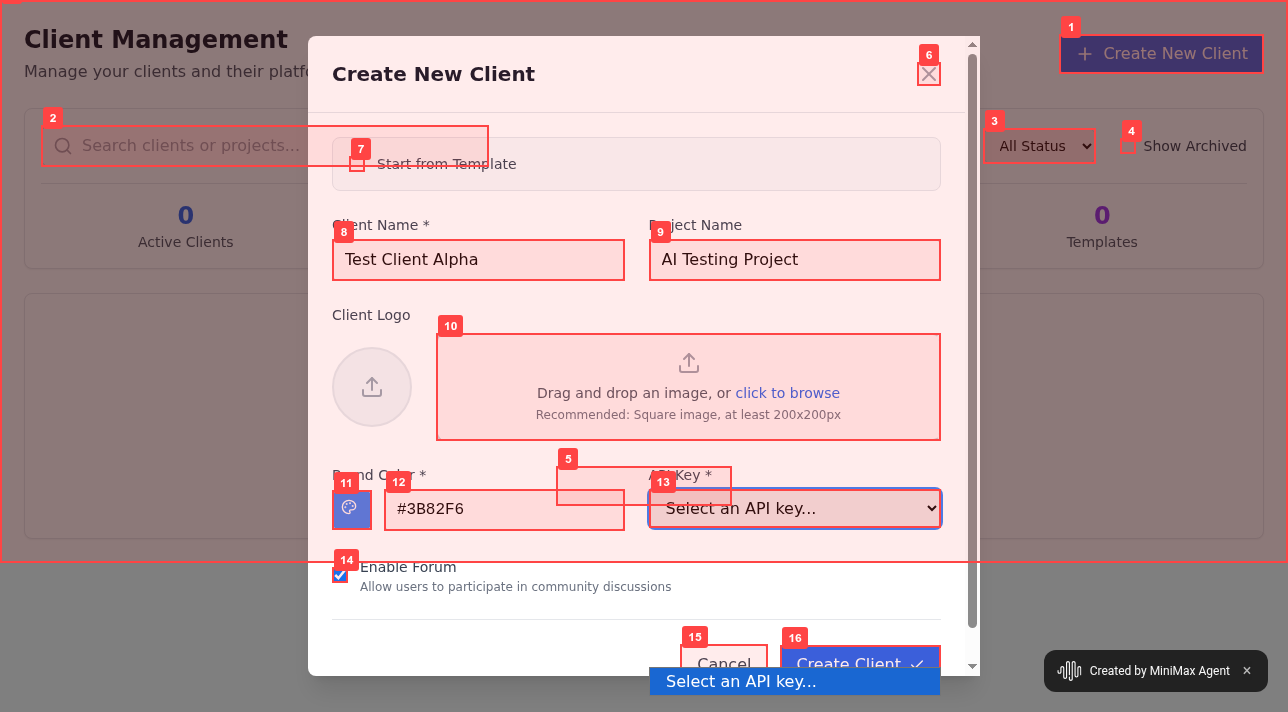 Client Management
Manage your clients and their platfo
1
Create New Client
2
Search clients or projects...
3
All Status
4
Show Archived
0
Active Clients
0
Templates
Create New Client
6
7
Start from Template
Client Name *
8
Test Client Alpha
Project Name
9
AI Testing Project
Client Logo
10
Drag and drop an image, or click to browse
Recommended: Square image, at least 200x200px
5
Brand Color *
11
12
#3B82F6
API Key *
13
Select an API key...
14
Enable Forum
Allow users to participate in community discussions
15
Cancel
16
Create Client
Select an API key...
Created by MiniMax Agent